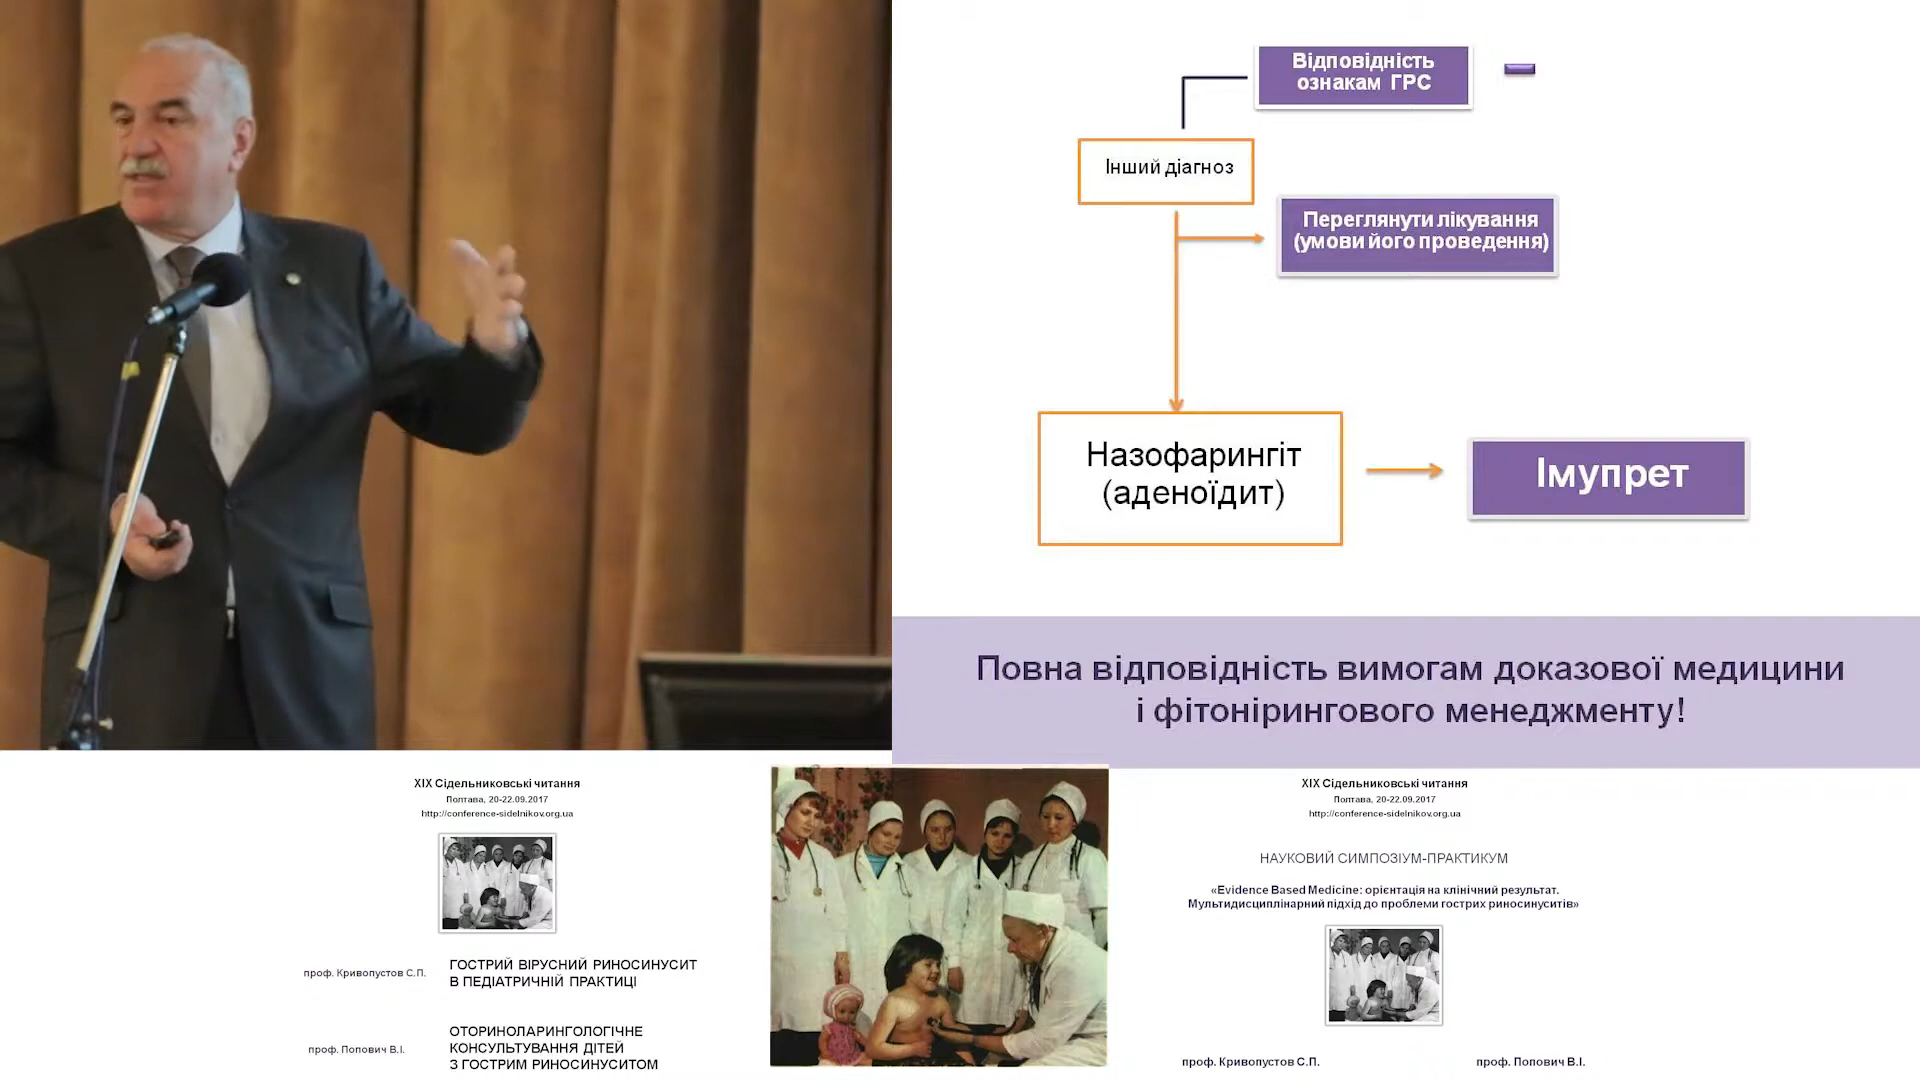 Відповідність
ознакам ГРС
Інший діагноз
Переглянути лікування
(умови його проведення)
Назофарингіт
(аденоїдит)
Імупрет
Повна відповідність вимогам доказової медицини
і фітонірингового менеджменту!
XIX Сідельниковські читання
Полтава, 20-22.09.2017
http://conference-sidelnikov.org.ua
проф. Кривопустов С.П.
ГОСТРИЙ ВІРУСНИЙ РИНОСИНУСИТ
В ПЕДІАТРИЧНІЙ ПРАКТИЦІ
проф. Попович В.І.
ОТОРИНОЛАРИНГОЛОГІЧНЕ
КОНСУЛЬТУВАННЯ ДІТЕЙ
З ГОСТРИМ РИНОСИНУСИТОМ
XIX Сідельниковські читання
Полтава, 20-22.09.2017
http://conference-sidelnikov.org.ua
НАУКОВИЙ СИМПОЗІУМ-ПРАКТИКУМ
«Evidence Based Medicine: орієнтація на клінічний результат.
Мультидисциплінарний підхід до проблеми гострих риносинуситів»
проф. Кривопустов С.П.
проф. Попович В.І.